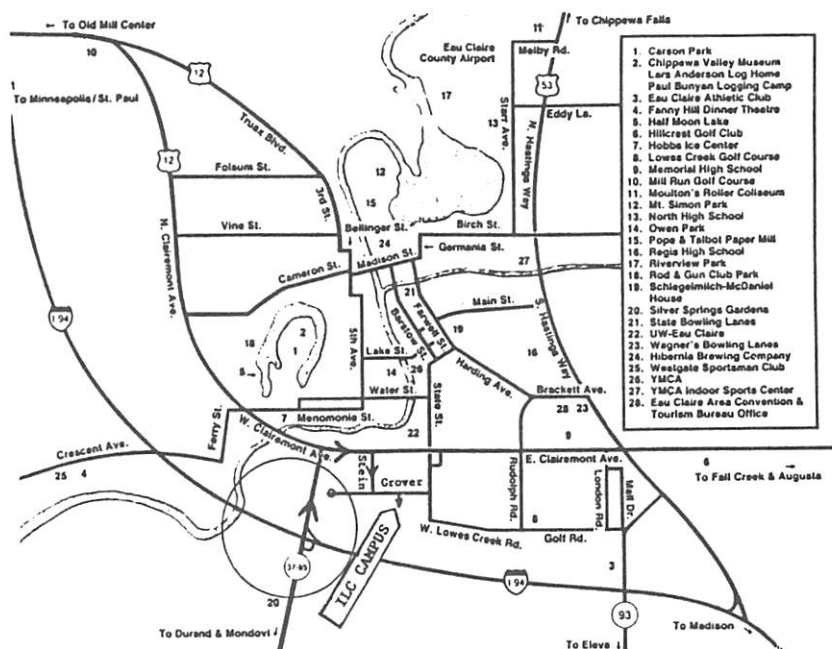 ← To Old Mill Center
10
1
To Minneapolis/St. Paul
12
Truax Blvd.
12
Folsum St.
3rd St.
Vine St.
N. Clairemont Ave.
Cameron St.
I 94
Eau Claire
County Airport
17
12
15
Bellinger St.
24
Madison St.
← Germania St.
Birch St.
11
↑ To Chippewa Falls
Melby Rd.
53
Starr Ave.
13
Eddy La.
N. Hastings Way
27
21
Main St.
Farwell St.
Barstow St.
19
S. Hastings Way
16
Harding Ave.
18
2
1
5→
5th Ave.
Lake St.
14
26
Water St.
State St.
Brackett Ave.
28 23
9
7
Menomonie St.
Ferry St.
W. Clairemont Ave.
22
Crescent Ave.
25 4
Stein
Grover
Rudolph Rd.
E. Clairemont Ave.
London Rd.
Mall Dr.
6
To Fall Creek & Augusta
→
W. Lowes Creek Rd.
8
Golf Rd.
ILC CAMPUS
37-85
20
I 94
3
93
To Durand & Mondovi ↓
To Eleva ↓
To Madison →
1. Carson Park
2. Chippewa Valley Museum
Lars Anderson Log Home
Paul Bunyan Logging Camp
3. Eau Claire Athletic Club
4. Fanny Hill Dinner Theatre
5. Half Moon Lake
6. Hillcrest Golf Club
7. Hobbs Ice Center
8. Lowes Creek Golf Course
9. Memorial High School
10. Mill Run Golf Course
11. Moulton's Roller Coliseum
12. Mt. Simon Park
13. North High School
14. Owen Park
15. Pope & Talbot Paper Mill
16. Regis High School
17. Riverview Park
18. Rod & Gun Club Park
19. Schlegelmilch-McDaniel
House
20. Silver Springs Gardens
21. State Bowling Lanes
22. UW-Eau Claire
23. Wagner's Bowling Lanes
24. Hibernia Brewing Company
25. Westgate Sportsman Club
26. YMCA
27. YMCA Indoor Sports Center
28. Eau Claire Area Convention &
Tourism Bureau Office